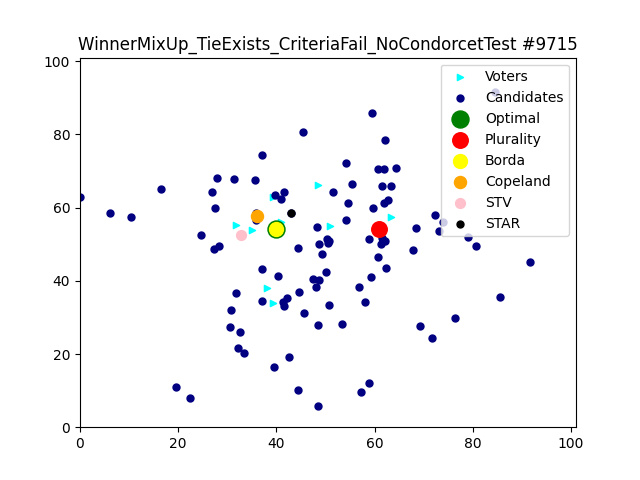 WinnerMixUp_TieExists_CriteriaFail_NoCondorcetTest #9715
100
80
60
40
20
0
0
20
40
60
80
100
Voters
Candidates
Optimal
Plurality
Borda
Copeland
STV
STAR